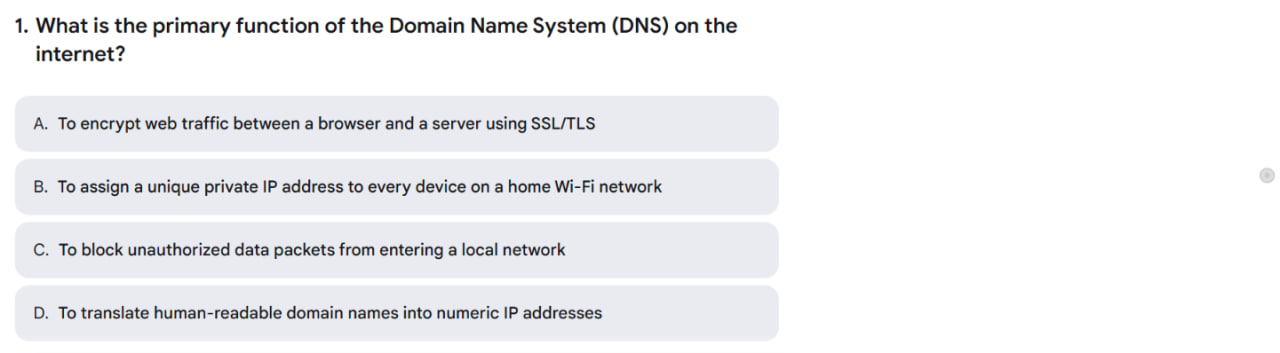 1. What is the primary function of the Domain Name System (DNS) on the
internet?
A. To encrypt web traffic between a browser and a server using SSL/TLS
B. To assign a unique private IP address to every device on a home Wi-Fi network
C. To block unauthorized data packets from entering a local network
D. To translate human-readable domain names into numeric IP addresses